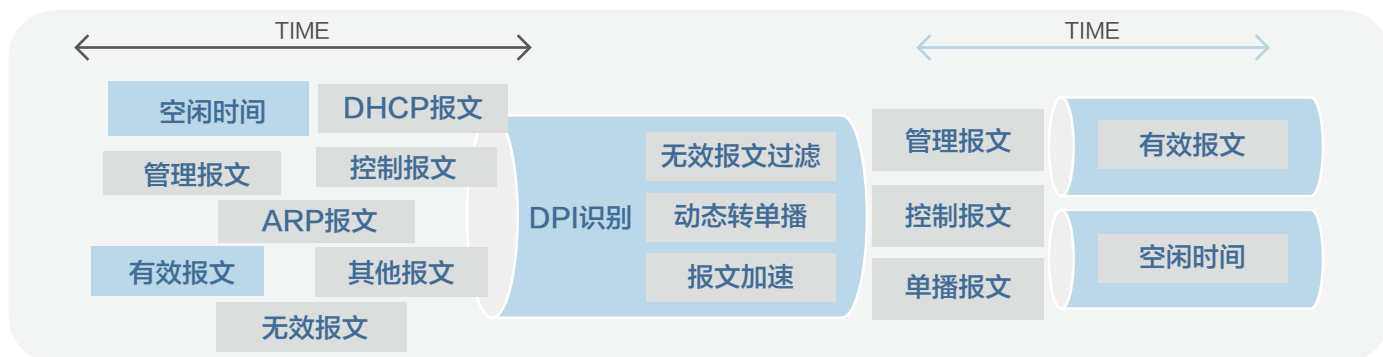 TIME
空闲时间
DHCP报文
管理报文
控制报文
ARP报文
有效报文
其他报文
无效报文
DPI识别
无效报文过滤
动态转单播
报文加速
TIME
管理报文
控制报文
单播报文
有效报文
空闲时间